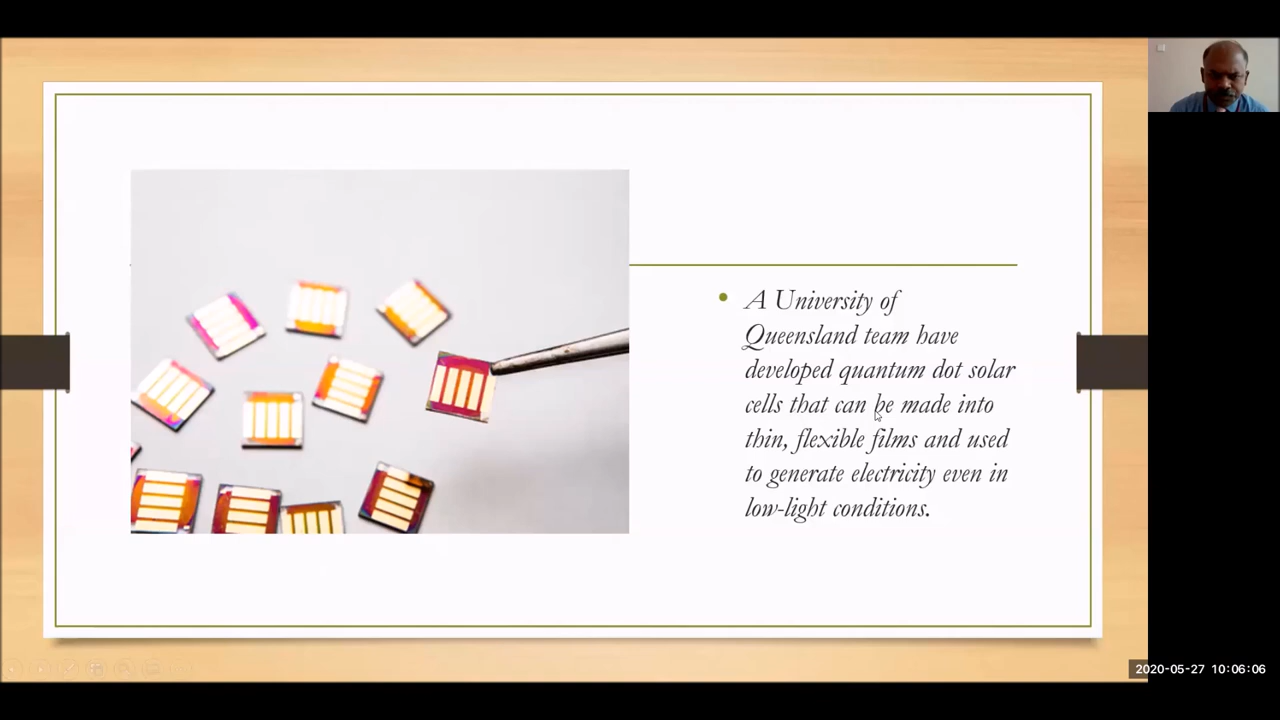 A University of
Queensland team have
developed quantum dot solar
cells that can be made into
thin, flexible films and used
to generate electricity even in
low-light conditions.
2020-05-27 10:06:06